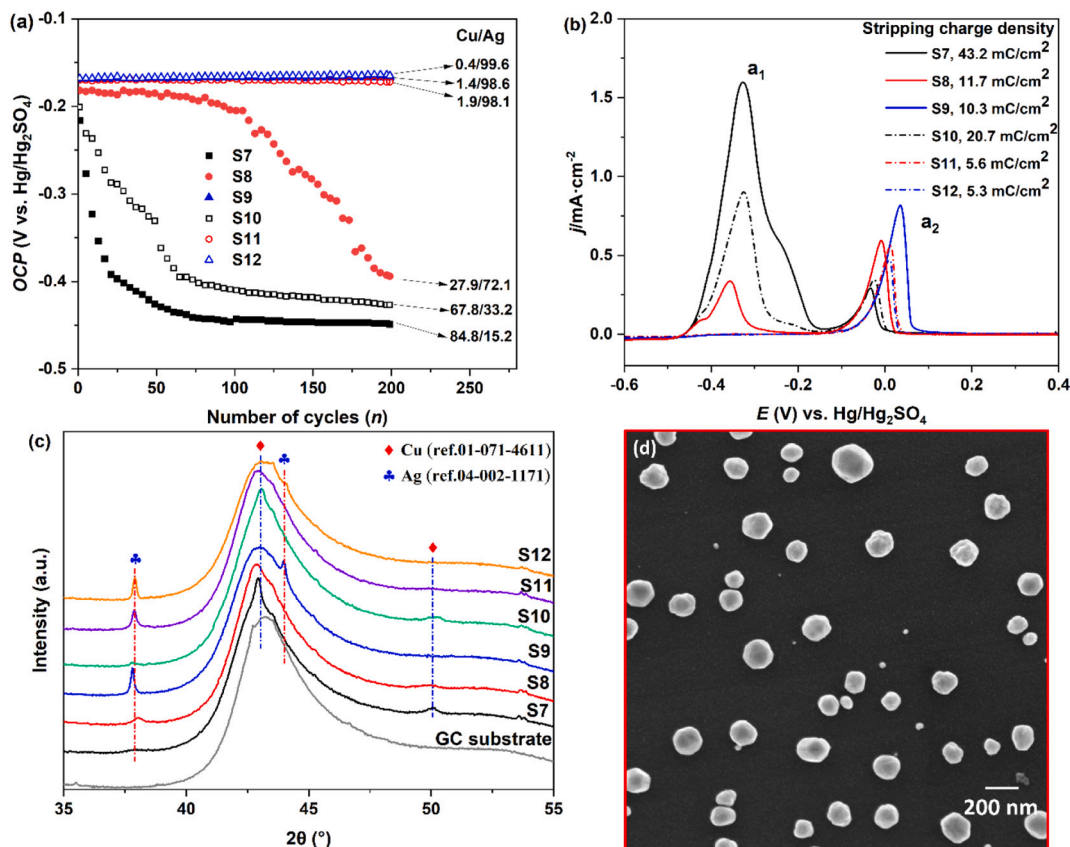 (a)
Cu/Ag
0.4/99.6
1.4/98.6
1.9/98.1
S7
S8
S9
S10
S11
S12
27.9/72.1
67.8/33.2
84.8/15.2
-0.1
-0.2
-0.3
-0.4
-0.5
OCP (V vs. Hg/Hg2SO4)
0 50 100 150 200 250
Number of cycles (n)
(b)
Stripping charge density
S7, 43.2 mC/cm²
S8, 11.7 mC/cm²
S9, 10.3 mC/cm²
S10, 20.7 mC/cm²
S11, 5.6 mC/cm²
S12, 5.3 mC/cm²
a1
a2
2.0
1.5
1.0
0.5
0.0
j/mA·cm⁻²
-0.6 -0.4 -0.2 0.0 0.2 0.4
E (V) vs. Hg/Hg2SO4
(c)
Cu (ref.01-071-4611)
Ag (ref.04-002-1171)
S12
S11
S10
S9
S8
S7
GC substrate
Intensity (a.u.)
35 40 45 50 55
2θ (°)
(d)
200 nm